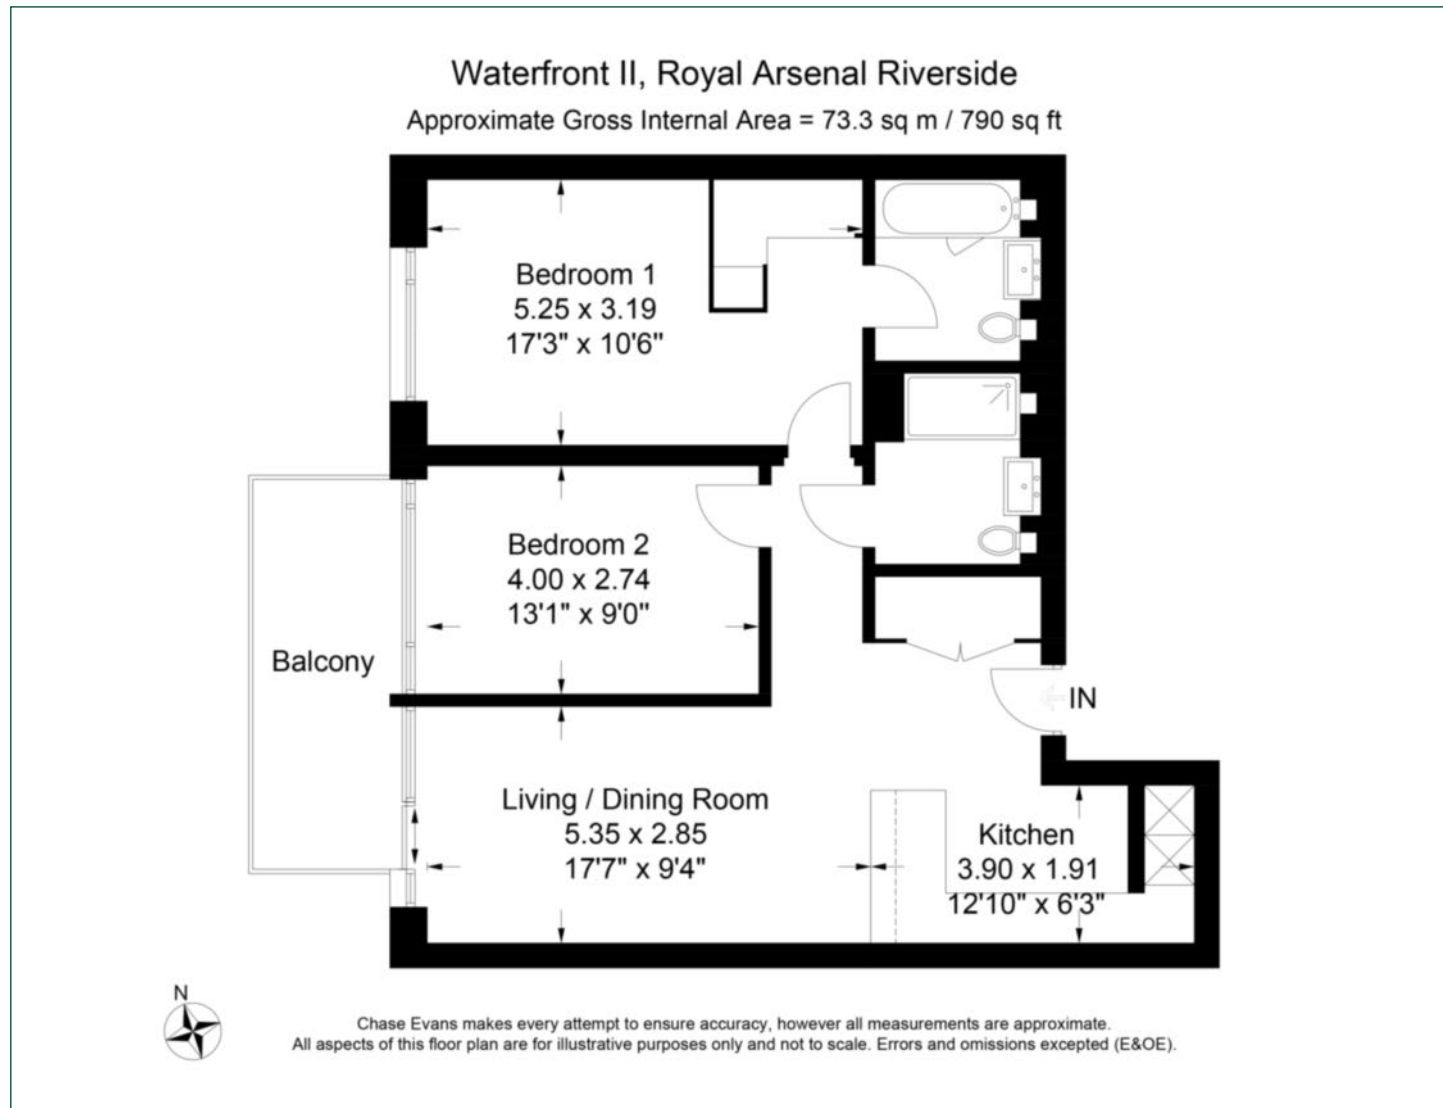 Waterfront II, Royal Arsenal Riverside
Approximate Gross Internal Area = 73.3 sq m / 790 sq ft
Bedroom 1
5.25 x 3.19
17'3" x 10'6"
Bedroom 2
4.00 x 2.74
13'1" x 9'0"
Balcony
IN
Living / Dining Room
5.35 x 2.85
17'7" x 9'4"
Kitchen
3.90 x 1.91
12'10" x 6'3"
N
Chase Evans makes every attempt to ensure accuracy, however all measurements are approximate.
All aspects of this floor plan are for illustrative purposes only and not to scale. Errors and omissions excepted (E&OE).